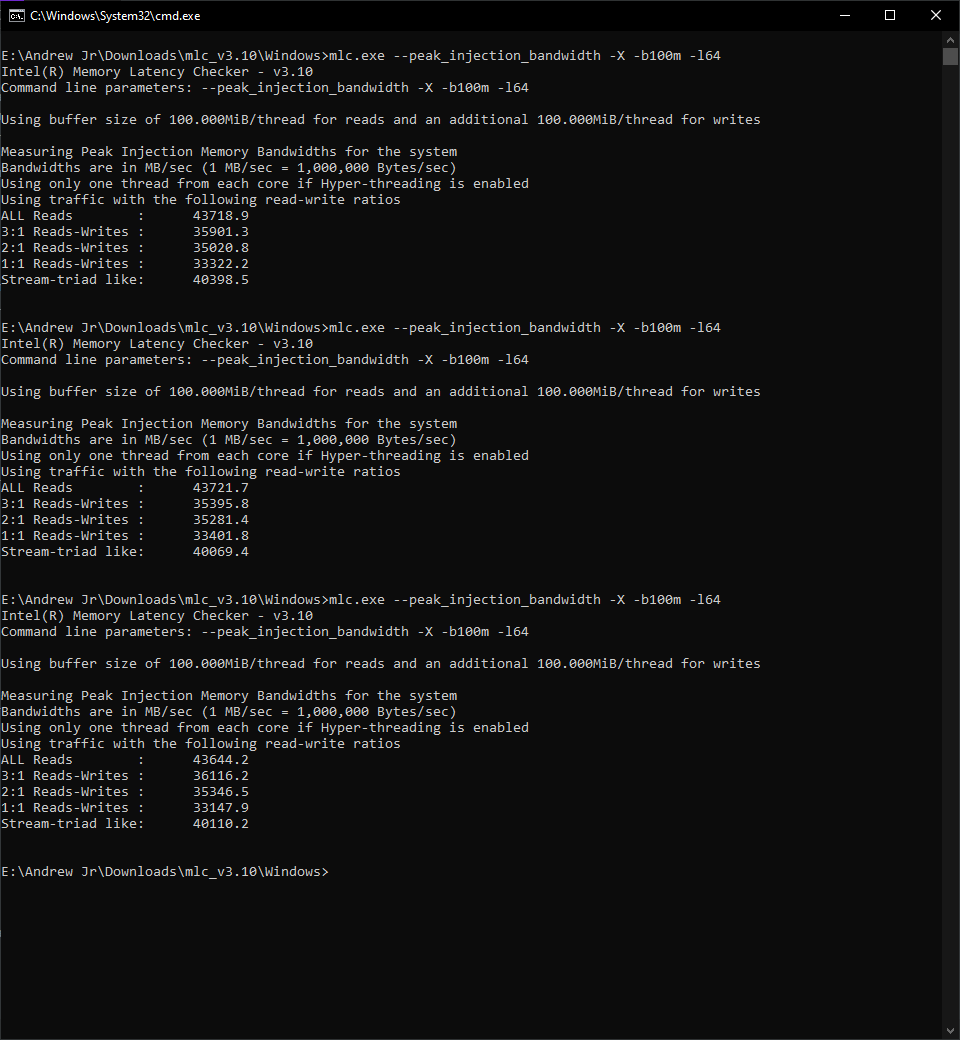 C:\Windows\System32\cmd.exe
E:\Andrew Jr\Downloads\mlc_v3.10\Windows>mlc.exe --peak_injection_bandwidth -X -b100m -l64
Intel(R) Memory Latency Checker - v3.10
Command line parameters: --peak_injection_bandwidth -X -b100m -l64
Using buffer size of 100.000MiB/thread for reads and an additional 100.000MiB/thread for writes
Measuring Peak Injection Memory Bandwidths for the system
Bandwidths are in MB/sec (1 MB/sec = 1,000,000 Bytes/sec)
Using only one thread from each core if Hyper-threading is enabled
Using traffic with the following read-write ratios
ALL Reads        :      43718.9
3:1 Reads-Writes :      35901.3
2:1 Reads-Writes :      35020.8
1:1 Reads-Writes :      33322.2
Stream-triad like:      40398.5
E:\Andrew Jr\Downloads\mlc_v3.10\Windows>mlc.exe --peak_injection_bandwidth -X -b100m -l64
Intel(R) Memory Latency Checker - v3.10
Command line parameters: --peak_injection_bandwidth -X -b100m -l64
Using buffer size of 100.000MiB/thread for reads and an additional 100.000MiB/thread for writes
Measuring Peak Injection Memory Bandwidths for the system
Bandwidths are in MB/sec (1 MB/sec = 1,000,000 Bytes/sec)
Using only one thread from each core if Hyper-threading is enabled
Using traffic with the following read-write ratios
ALL Reads        :      43721.7
3:1 Reads-Writes :      35395.8
2:1 Reads-Writes :      35281.4
1:1 Reads-Writes :      33401.8
Stream-triad like:      40069.4
E:\Andrew Jr\Downloads\mlc_v3.10\Windows>mlc.exe --peak_injection_bandwidth -X -b100m -l64
Intel(R) Memory Latency Checker - v3.10
Command line parameters: --peak_injection_bandwidth -X -b100m -l64
Using buffer size of 100.000MiB/thread for reads and an additional 100.000MiB/thread for writes
Measuring Peak Injection Memory Bandwidths for the system
Bandwidths are in MB/sec (1 MB/sec = 1,000,000 Bytes/sec)
Using only one thread from each core if Hyper-threading is enabled
Using traffic with the following read-write ratios
ALL Reads        :      43644.2
3:1 Reads-Writes :      36116.2
2:1 Reads-Writes :      35346.5
1:1 Reads-Writes :      33147.9
Stream-triad like:      40110.2
E:\Andrew Jr\Downloads\mlc_v3.10\Windows>